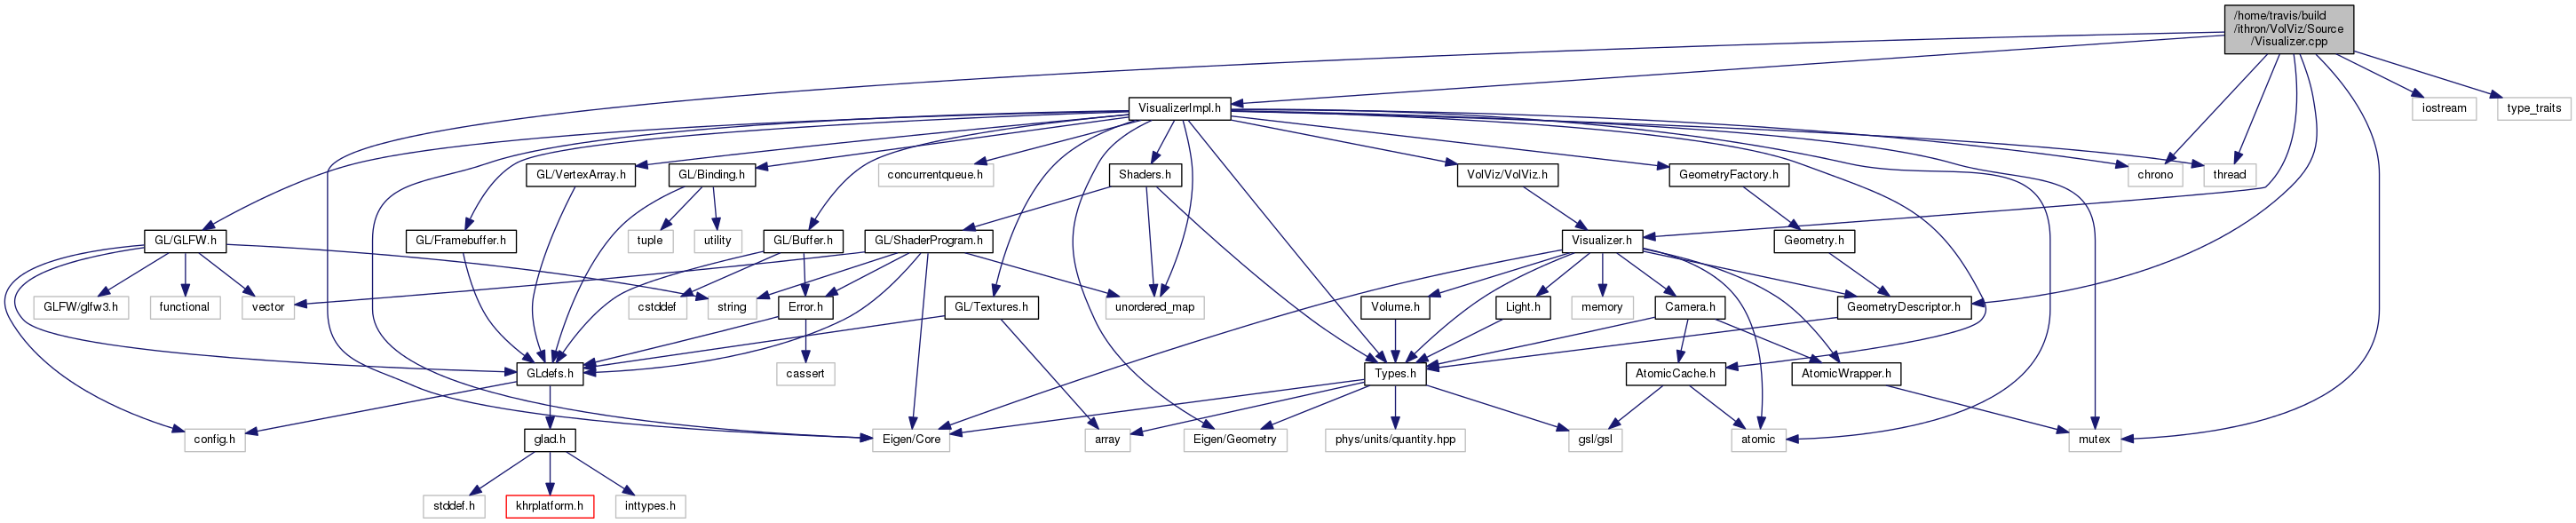 /home/travis/build
/ithron/VolViz/Source
/Visualizer.cpp
VisualizerImpl.h
iostream
type_traits
GL/VertexArray.h
GL/Binding.h
concurrentqueue.h
Shaders.h
VolViz/VolViz.h
GeometryFactory.h
chrono
thread
GL/GLFW.h
GL/Framebuffer.h
tuple
utility
GL/Buffer.h
GL/ShaderProgram.h
Visualizer.h
Geometry.h
GLFW/glfw3.h
functional
vector
cstddef
string
Error.h
GL/Textures.h
unordered_map
Volume.h
Light.h
memory
Camera.h
GeometryDescriptor.h
GLdefs.h
cassert
Types.h
AtomicCache.h
AtomicWrapper.h
config.h
glad.h
Eigen/Core
array
Eigen/Geometry
phys/units/quantity.hpp
gsl/gsl
atomic
mutex
stddef.h
khrplatform.h
inttypes.h